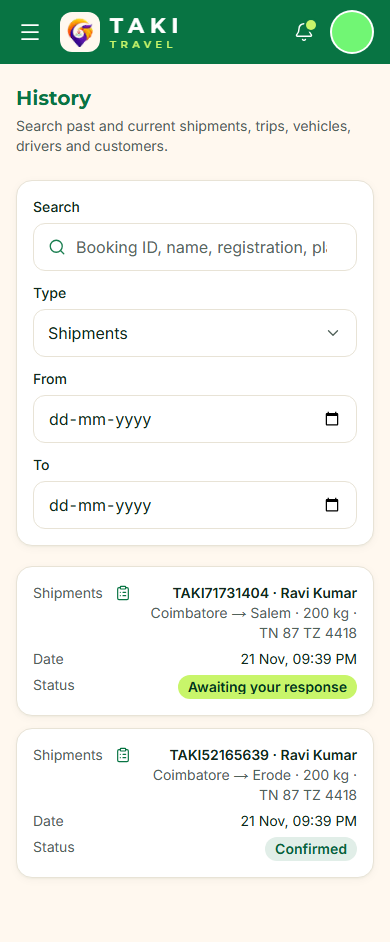 TAKI
TRAVEL
History
Search past and current shipments, trips, vehicles,
drivers and customers.
Search
Booking ID, name, registration, pl
Type
Shipments
From
dd-mm-yyyy
To
dd-mm-yyyy
Shipments TAKI71731404 · Ravi Kumar
Coimbatore → Salem · 200 kg ·
TN 87 TZ 4418
Date 21 Nov, 09:39 PM
Status Awaiting your response
Shipments TAKI52165639 · Ravi Kumar
Coimbatore → Erode · 200 kg ·
TN 87 TZ 4418
Date 21 Nov, 09:39 PM
Status Confirmed